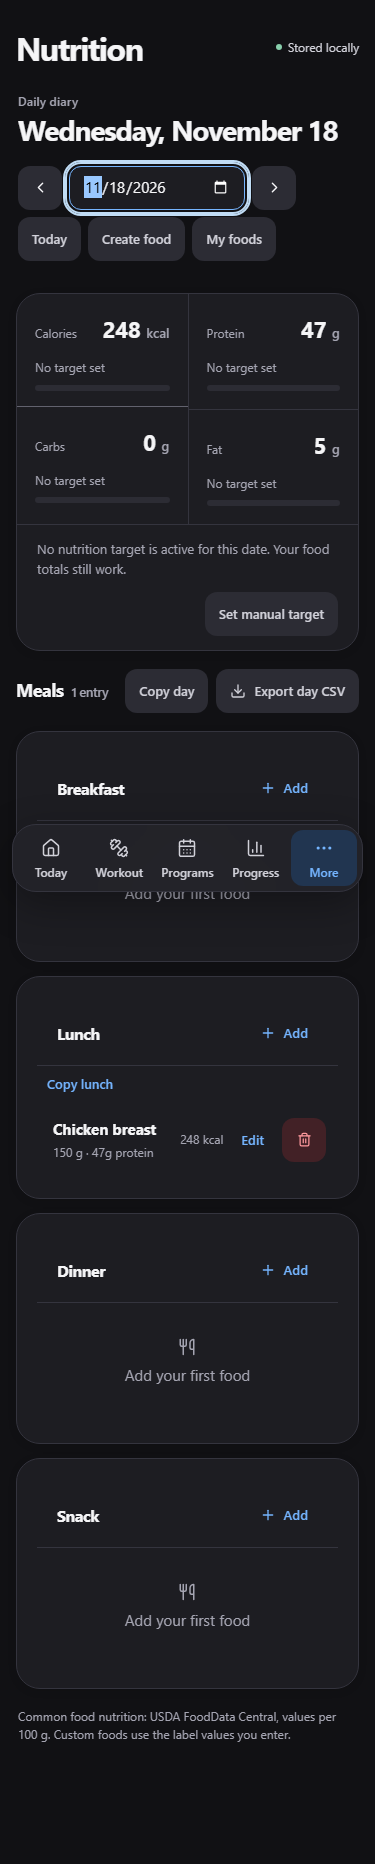 Nutrition
Stored locally
Daily diary
Wednesday, November 18
11/18/2026
Today
Create food
My foods
Calories 248 kcal
No target set
Protein 47 g
No target set
Carbs 0 g
No target set
Fat 5 g
No target set
No nutrition target is active for this date. Your food
totals still work.
Set manual target
Meals 1 entry
Copy day
Export day CSV
Breakfast
Add
Today
Workout
Programs
Progress
More
Add your first food
Lunch
Add
Copy lunch
Chicken breast
150 g · 47g protein
248 kcal
Edit
Dinner
Add
Add your first food
Snack
Add
Add your first food
Common food nutrition: USDA FoodData Central, values per
100 g. Custom foods use the label values you enter.